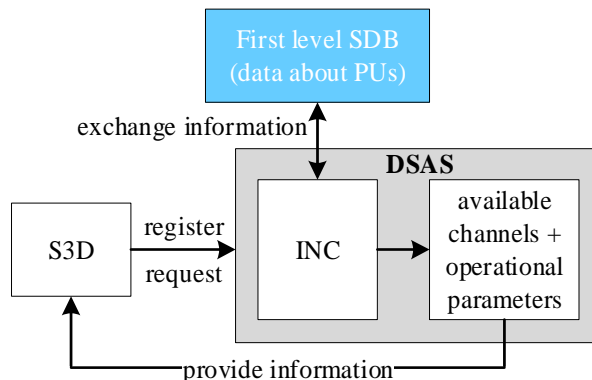 First level SDB
(data about PUs)
exchange information
DSAS
S3D
register
request
INC
available
channels +
operational
parameters
provide information